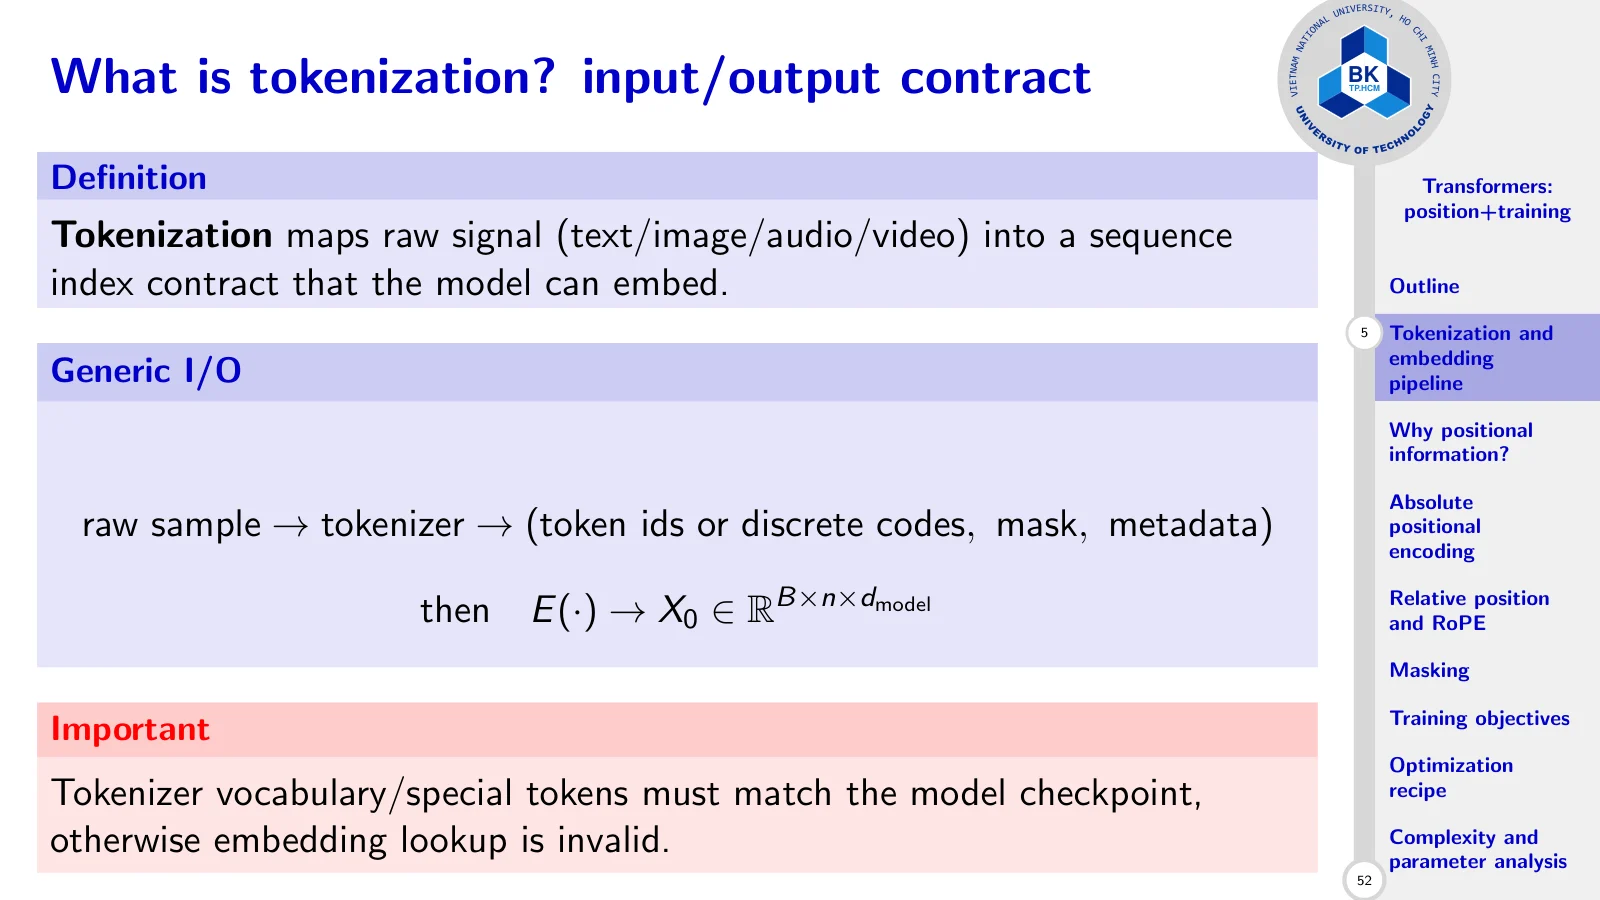 What is tokenization? input/output contract
Definition
Tokenization maps raw signal (text/image/audio/video) into a sequence
index contract that the model can embed.
Generic I/O
raw sample → tokenizer → (token ids or discrete codes, mask, metadata)
then E(·) → X₀ ∈ ℝ^{B×n×d_model}
Important
Tokenizer vocabulary/special tokens must match the model checkpoint,
otherwise embedding lookup is invalid.
VIETNAM NATIONAL UNIVERSITY, HO CHI MINH CITY
BK
TP.HCM
UNIVERSITY OF TECHNOLOGY
Transformers:
position+training
Outline
5
Tokenization and
embedding
pipeline
Why positional
information?
Absolute
positional
encoding
Relative position
and RoPE
Masking
Training objectives
Optimization
recipe
Complexity and
parameter analysis
52